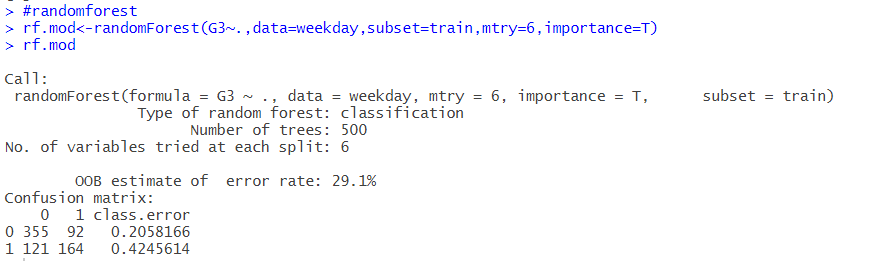 > #randomforest
> rf.mod<-randomForest(G3~.,data=weekday,subset=train,mtry=6,importance=T)
> rf.mod
Call:
 randomForest(formula = G3 ~ ., data = weekday, mtry = 6, importance = T,      subset = train)
               Type of random forest: classification
                     Number of trees: 500
No. of variables tried at each split: 6
        OOB estimate of  error rate: 29.1%
Confusion matrix:
    0   1 class.error
0 355  92   0.2058166
1 121 164   0.4245614